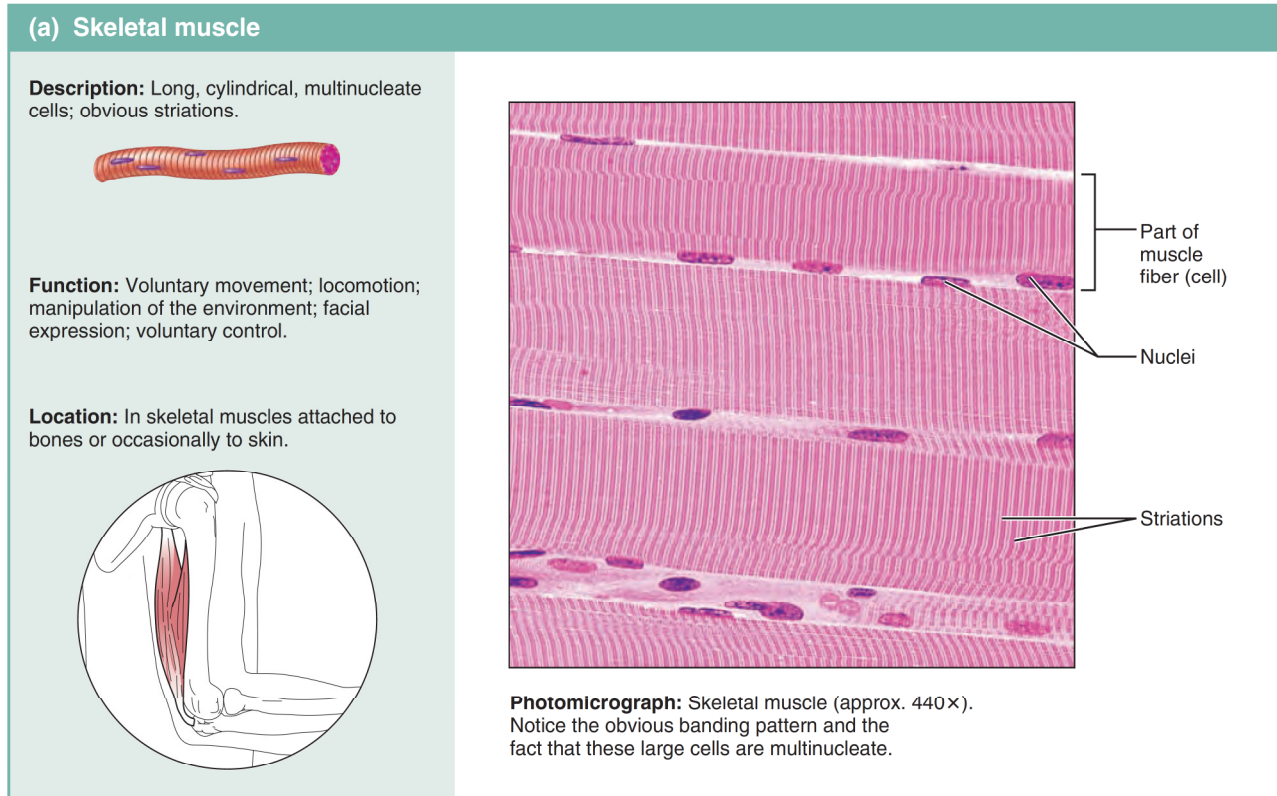 (a) Skeletal muscle
Description: Long, cylindrical, multinucleate
cells; obvious striations.
Function: Voluntary movement; locomotion;
manipulation of the environment; facial
expression; voluntary control.
Location: In skeletal muscles attached to
bones or occasionally to skin.
Part of
muscle
fiber (cell)
Nuclei
Striations
Photomicrograph: Skeletal muscle (approx. 440×).
Notice the obvious banding pattern and the
fact that these large cells are multinucleate.